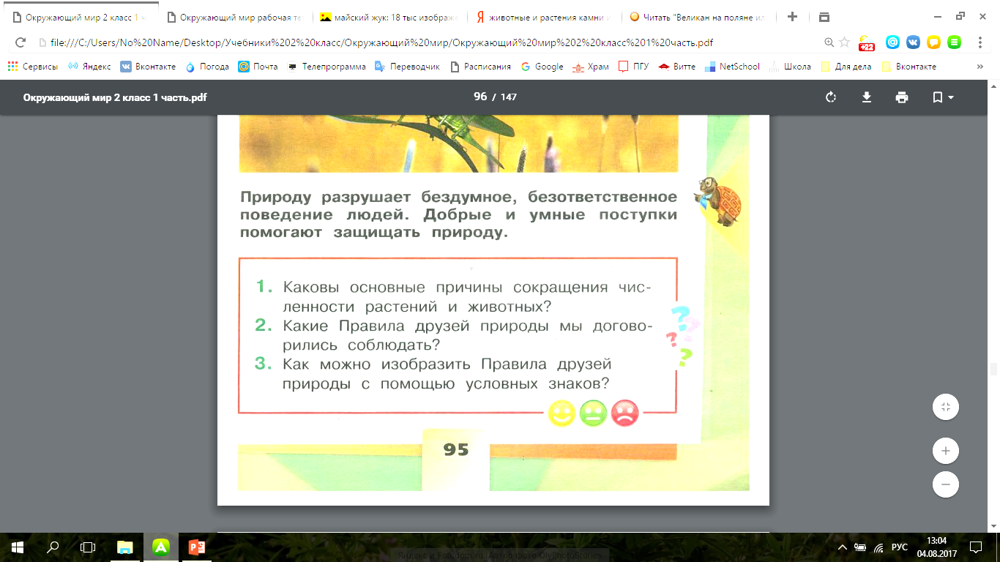 Окружающий мир 2 класс 1 ч
Окружающий мир рабочая те
майский жук: 18 тыс изображе
животные и растения камни и
Читать "Великан на поляне ил
file:///C:/Users/No%20Name/Desktop/Учебники%202%20класс/Окружающий%20мир/Окружающий%20мир%202%20класс%201%20часть.pdf
+22
Сервисы Яндекс Вконтакте Погода Почта Телепрограмма Переводчик Расписания Google Храм ПГУ Витте NetSchool Школа Для дела Вконтакте »
Окружающий мир 2 класс 1 часть.pdf
96 / 147
Природу разрушает бездумное, безответственное
поведение людей. Добрые и умные поступки
помогают защищать природу.
1. Каковы основные причины сокращения чис-
ленности растений и животных?
2. Какие Правила друзей природы мы догово-
рились соблюдать?
3. Как можно изобразить Правила друзей
природы с помощью условных знаков?
? ? ? ?
95
РУС
13:04
04.08.2017